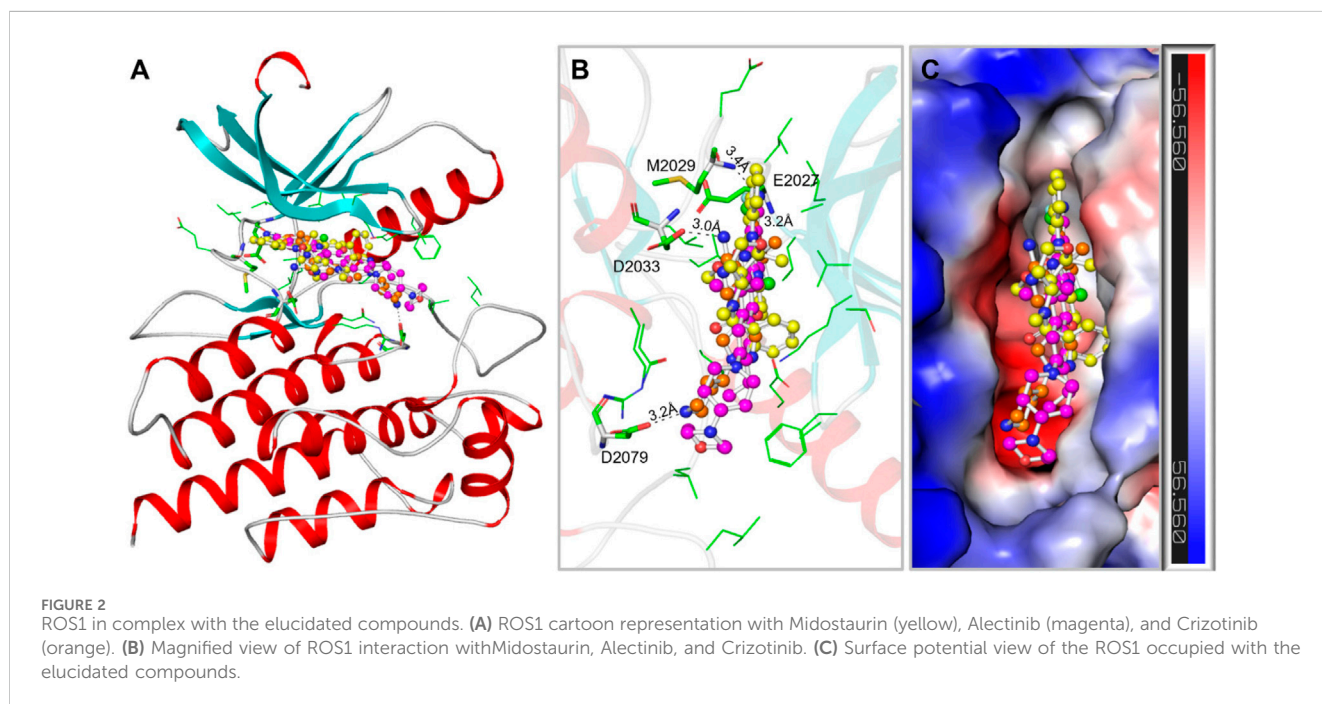 A
B
C
M2029
3.4Å
E2027
3.0Å
3.2Å
D2033
3.2Å
D2079
-56.560
56.560
FIGURE 2
ROS1 in complex with the elucidated compounds. (A) ROS1 cartoon representation with Midostaurin (yellow), Alectinib (magenta), and Crizotinib
(orange). (B) Magnified view of ROS1 interaction withMidostaurin, Alectinib, and Crizotinib. (C) Surface potential view of the ROS1 occupied with the
elucidated compounds.